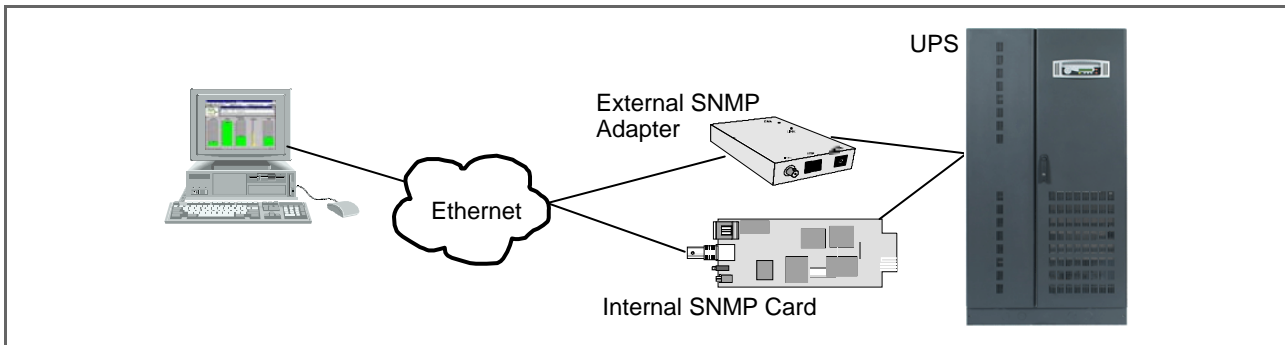 UPS
External SNMP
Adapter
Ethernet
Internal SNMP Card